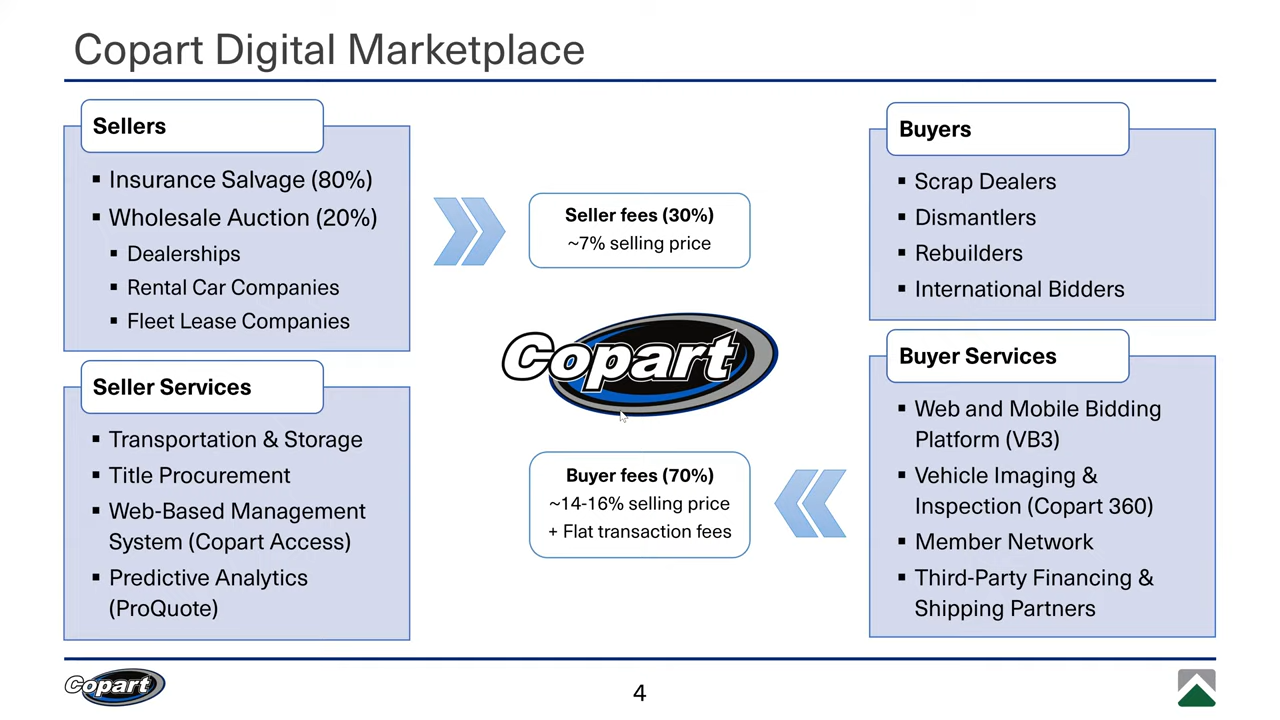 Copart Digital Marketplace
Sellers
▪ Insurance Salvage (80%)
▪ Wholesale Auction (20%)
▪ Dealerships
▪ Rental Car Companies
▪ Fleet Lease Companies
Seller Services
▪ Transportation & Storage
▪ Title Procurement
▪ Web-Based Management
System (Copart Access)
▪ Predictive Analytics
(ProQuote)
Seller fees (30%)
~7% selling price
Copart
Buyer fees (70%)
~14-16% selling price
+ Flat transaction fees
Buyers
▪ Scrap Dealers
▪ Dismantlers
▪ Rebuilders
▪ International Bidders
Buyer Services
▪ Web and Mobile Bidding
Platform (VB3)
▪ Vehicle Imaging &
Inspection (Copart 360)
▪ Member Network
▪ Third-Party Financing &
Shipping Partners
Copart
4